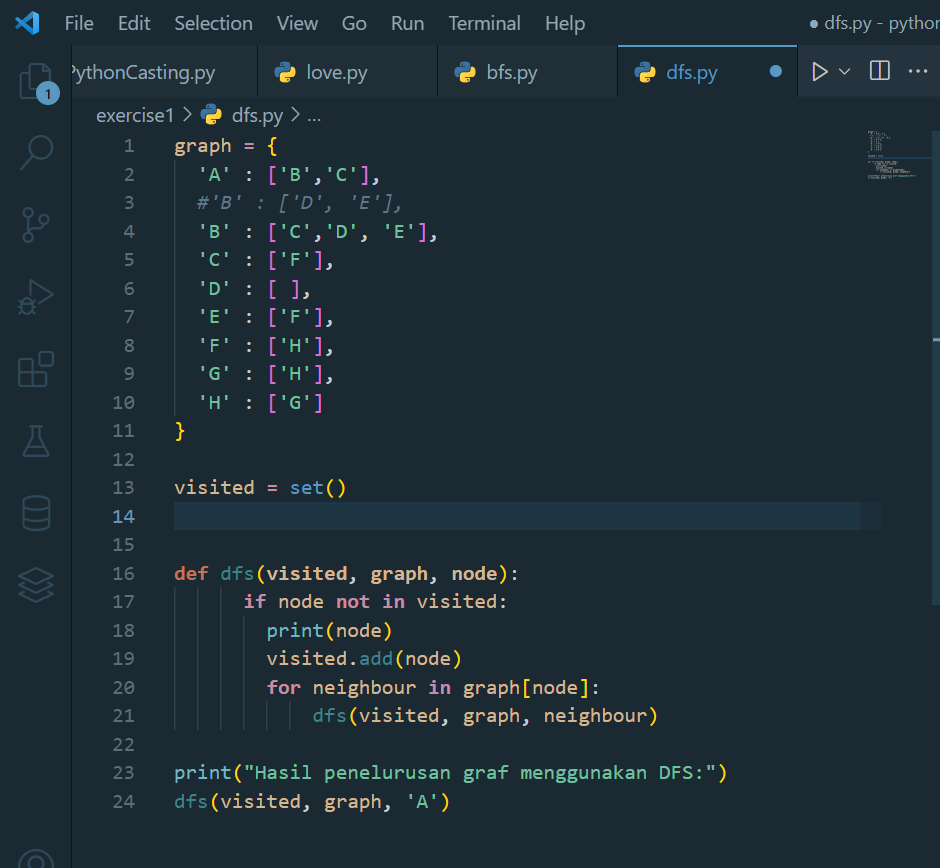 File Edit Selection View Go Run Terminal Help ● dfs.py - python
PythonCasting.py love.py bfs.py dfs.py
1
exercise1 > dfs.py > ...
1 graph = {
2 'A' : ['B','C'],
3 #'B' : ['D', 'E'],
4 'B' : ['C','D', 'E'],
5 'C' : ['F'],
6 'D' : [ ],
7 'E' : ['F'],
8 'F' : ['H'],
9 'G' : ['H'],
10 'H' : ['G']
11 }
12
13 visited = set()
14
15
16 def dfs(visited, graph, node):
17 if node not in visited:
18 print(node)
19 visited.add(node)
20 for neighbour in graph[node]:
21 dfs(visited, graph, neighbour)
22
23 print("Hasil penelurusan graf menggunakan DFS:")
24 dfs(visited, graph, 'A')